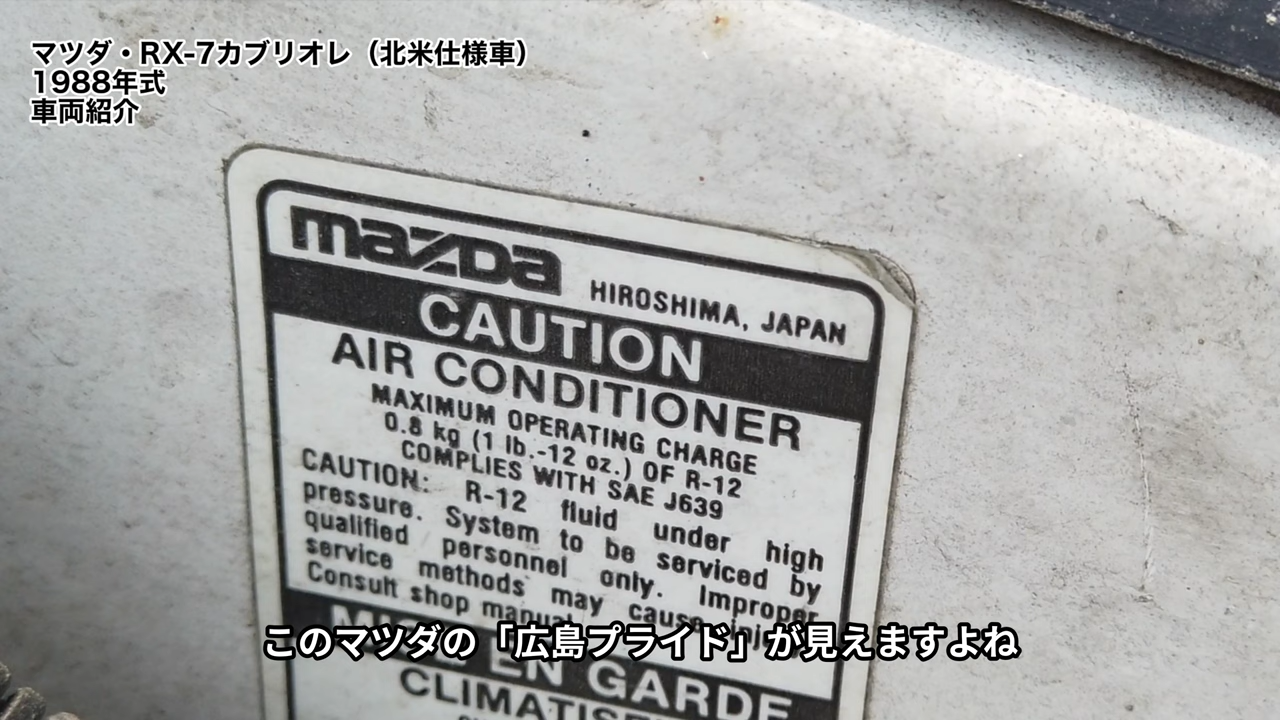 マツダ・RX-7カブリオレ（北米仕様車）
1988年式
車両紹介
mazda HIROSHIMA, JAPAN
CAUTION
AIR CONDITIONER
MAXIMUM OPERATING CHARGE
0.8 kg (1 lb.-12 oz.) OF R-12
COMPLIES WITH SAE J639
CAUTION: R-12 fluid under high
pressure. System to be serviced by
qualified personnel only. Improper
service methods may cause
Consult shop manual
EN GARDE
このマツダの「広島プライド」が見えますよね